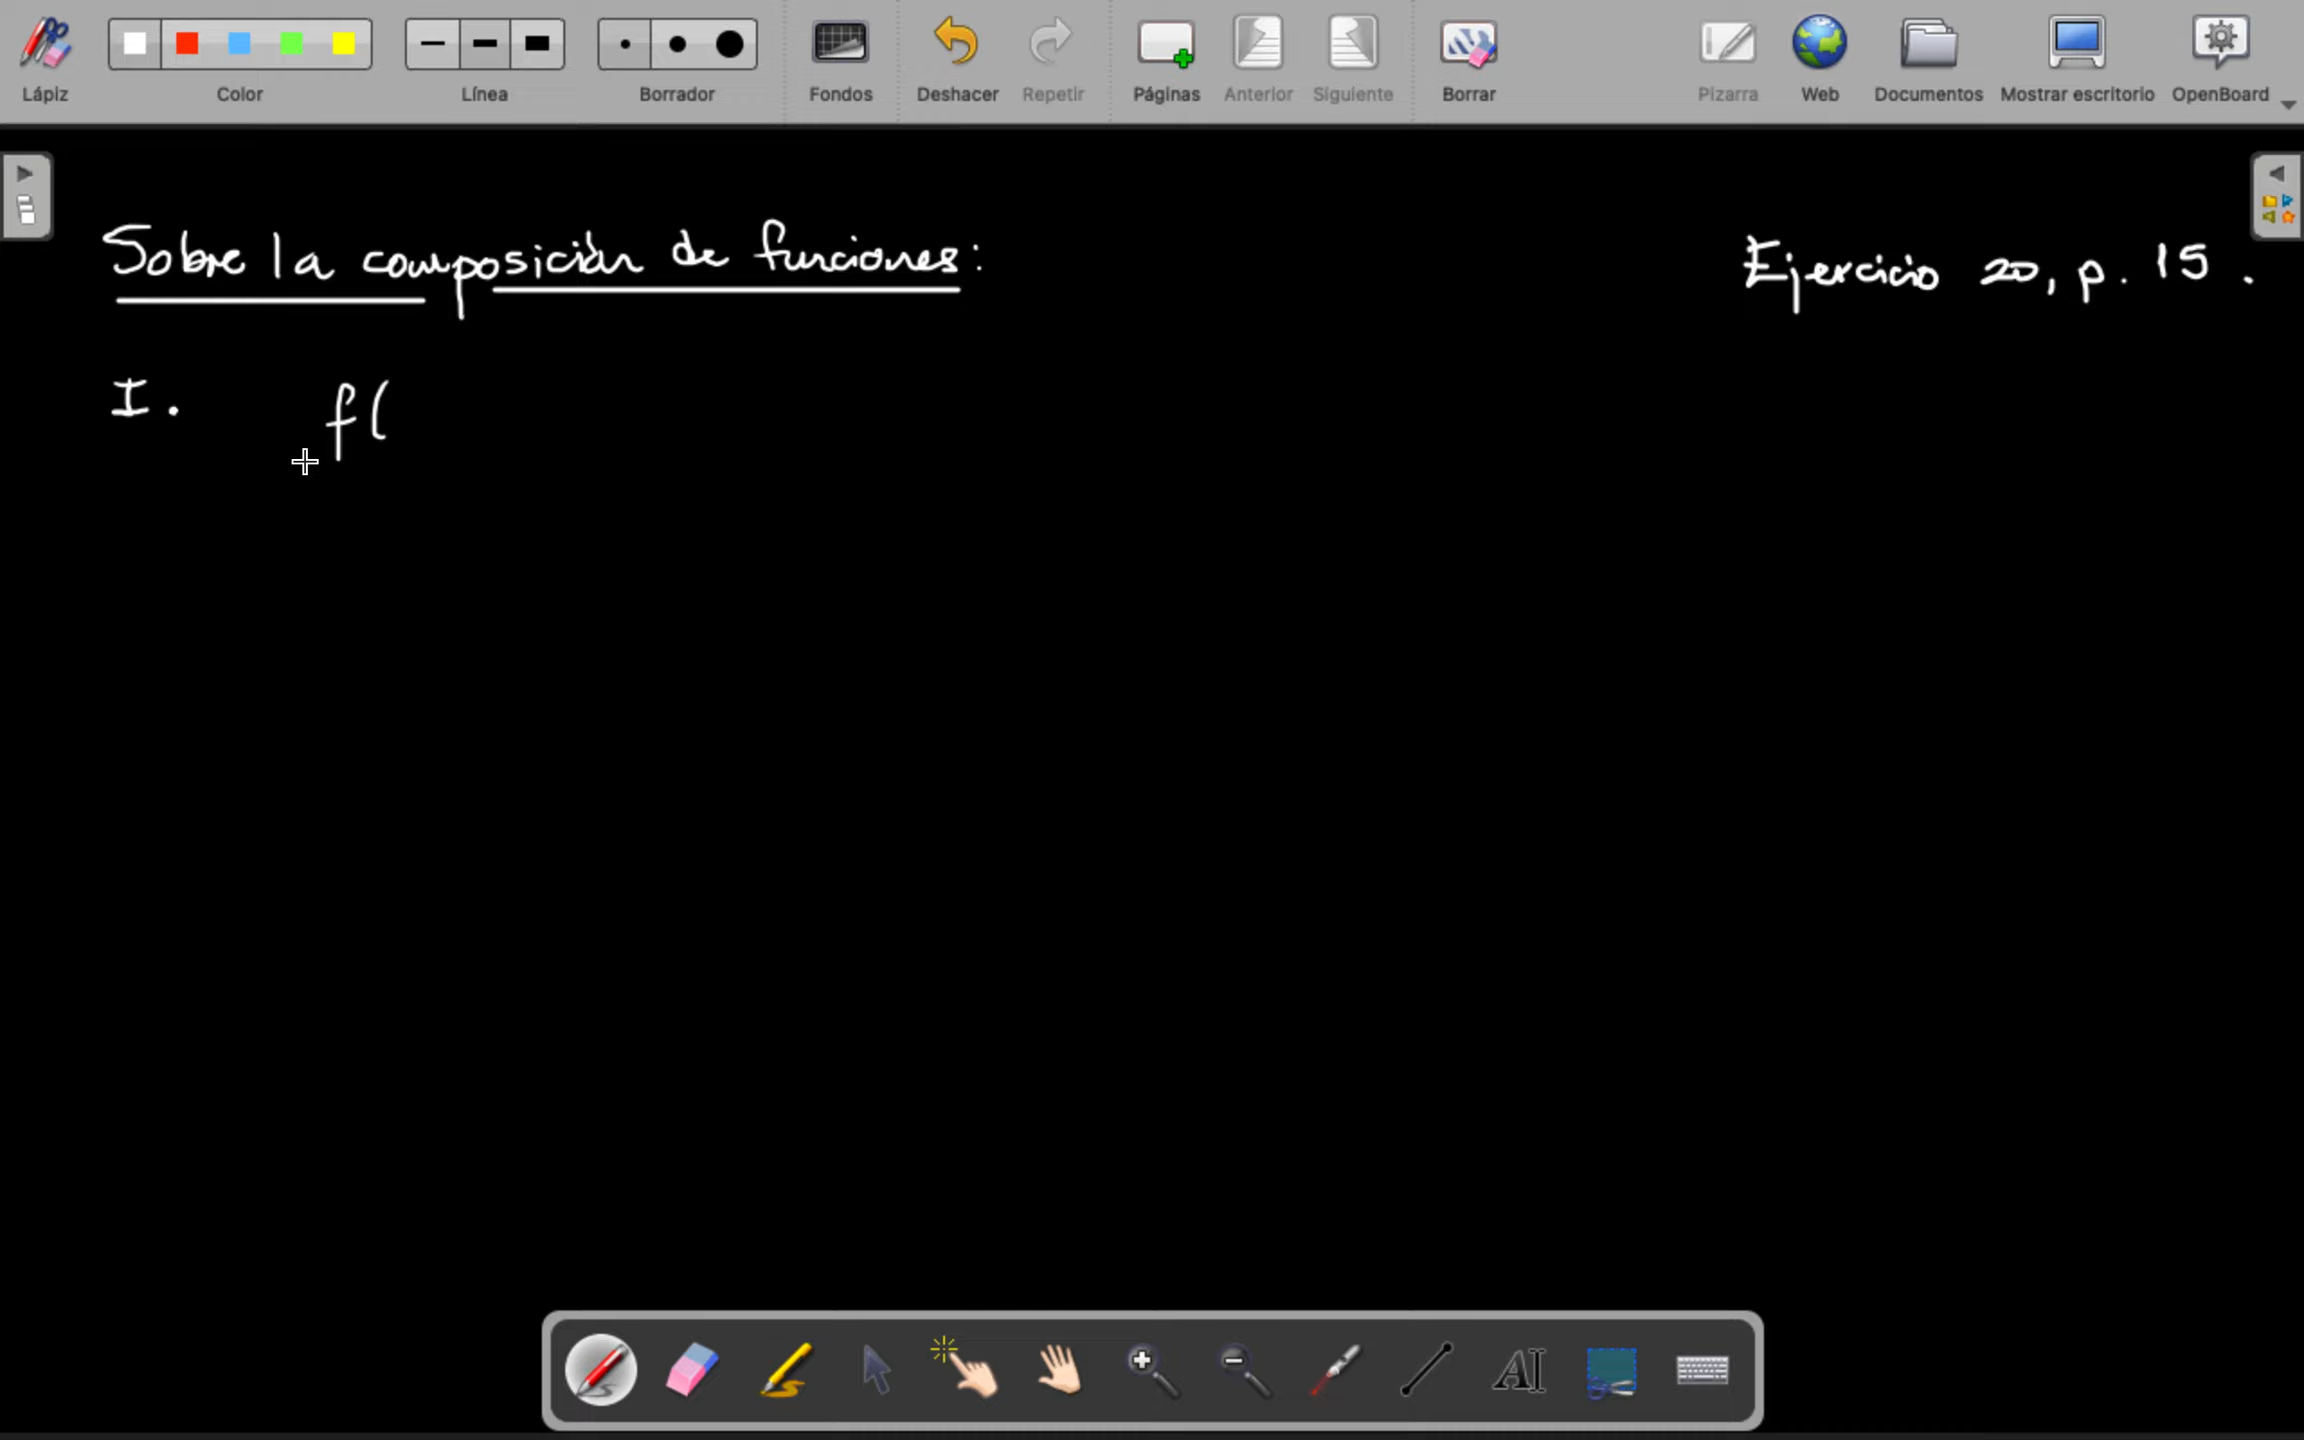 Lápiz Color Línea Borrador Fondos Deshacer Repetir Páginas Anterior Siguiente Borrar Pizarra Web Documentos Mostrar escritorio OpenBoard
Sobre la composición de funciones: Ejercicio 20, p. 15.
I. f(